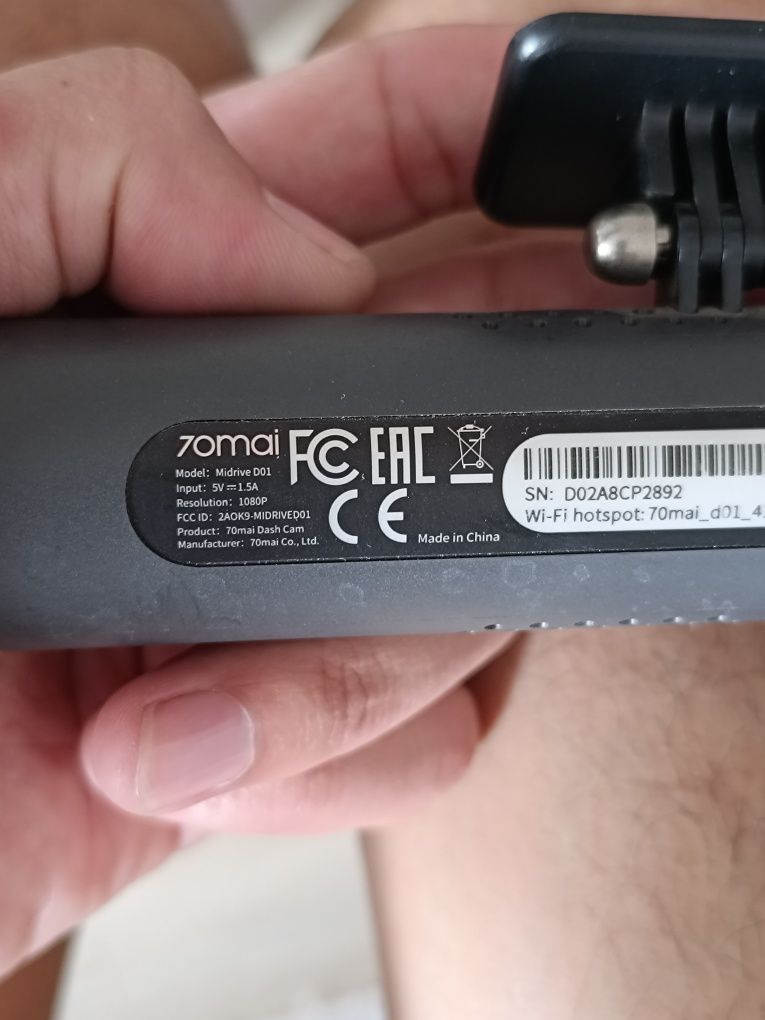 70mai FC EAC
Model: Midrive D01
Input: 5V⎓1.5A
Resolution: 1080P
FCC ID: 2AOK9-MIDRIVED01
Product: 70mai Dash Cam
Manufacturer: 70mai Co., Ltd.
CE
Made in China
SN: D02A8CP2892
Wi-Fi hotspot: 70mai_d01_4